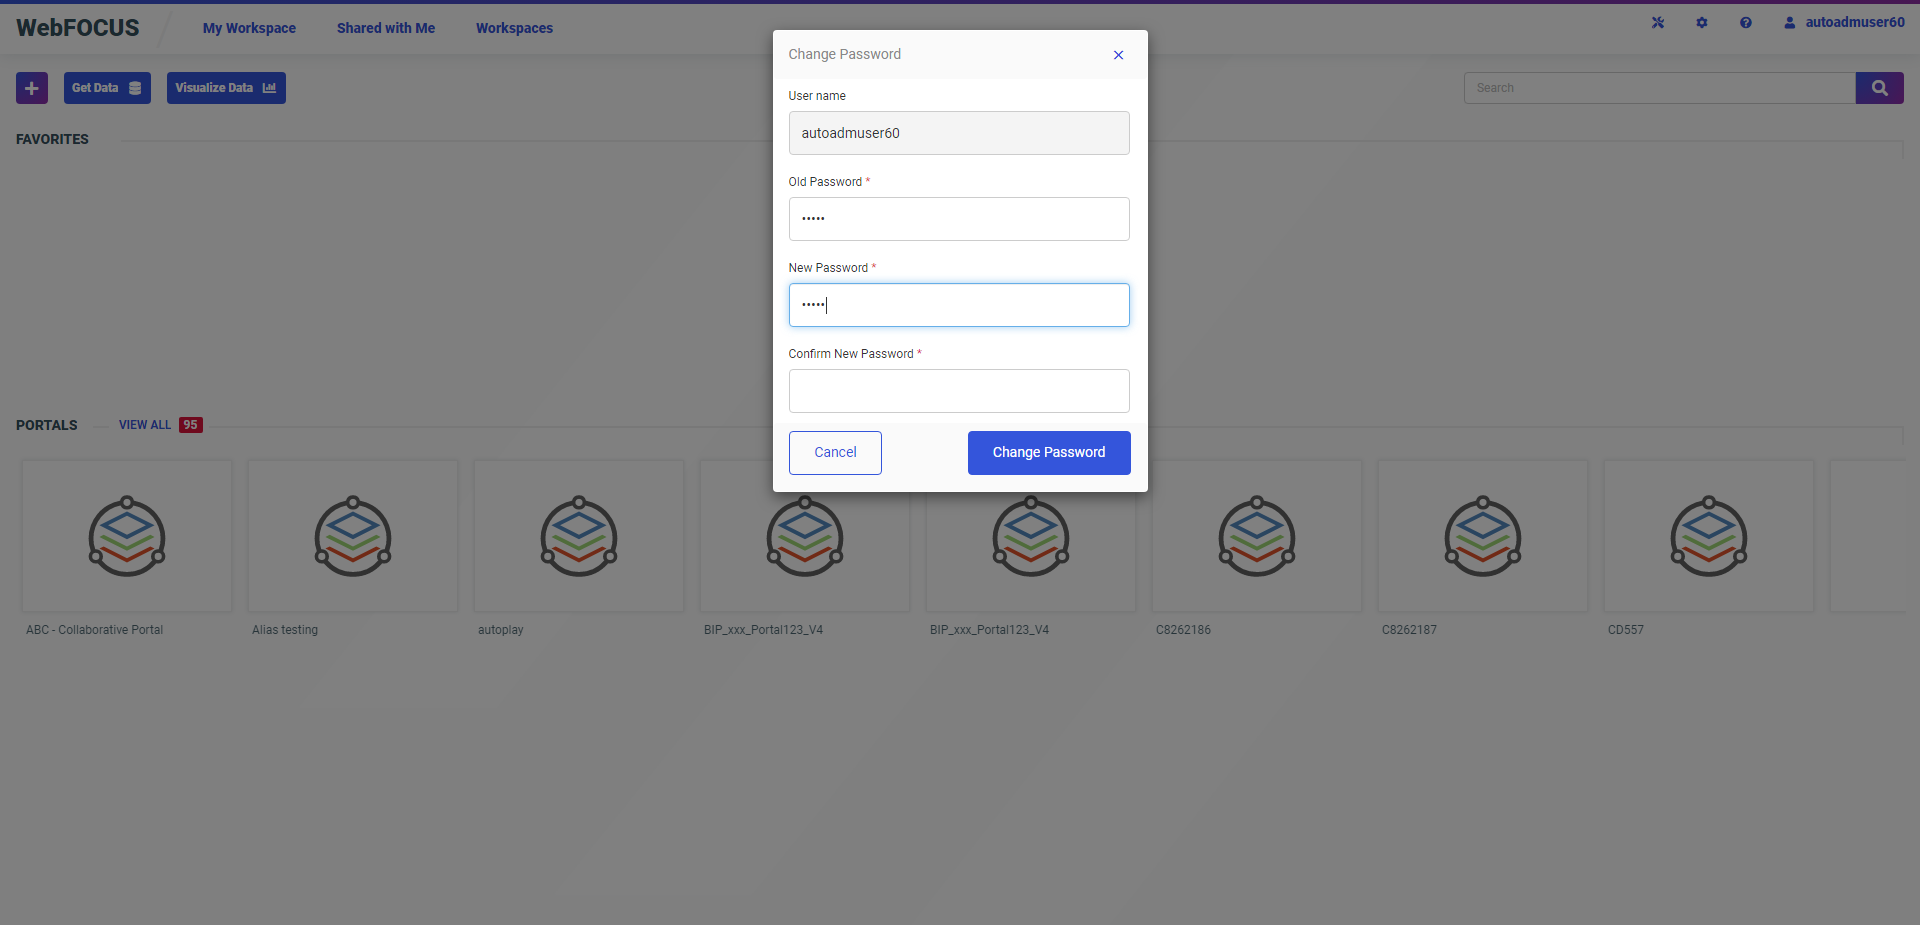 WebFOCUS
My Workspace
Shared with Me
Workspaces
autoadmuser60
Get Data
Visualize Data
Search
FAVORITES
Change Password
User name
autoadmuser60
Old Password *
•••••
New Password *
•••••
Confirm New Password *
Cancel
Change Password
PORTALS
VIEW ALL 95
ABC - Collaborative Portal
Alias testing
autoplay
BIP_xxx_Portal123_V4
BIP_xxx_Portal123_V4
C8262186
C8262187
CD557